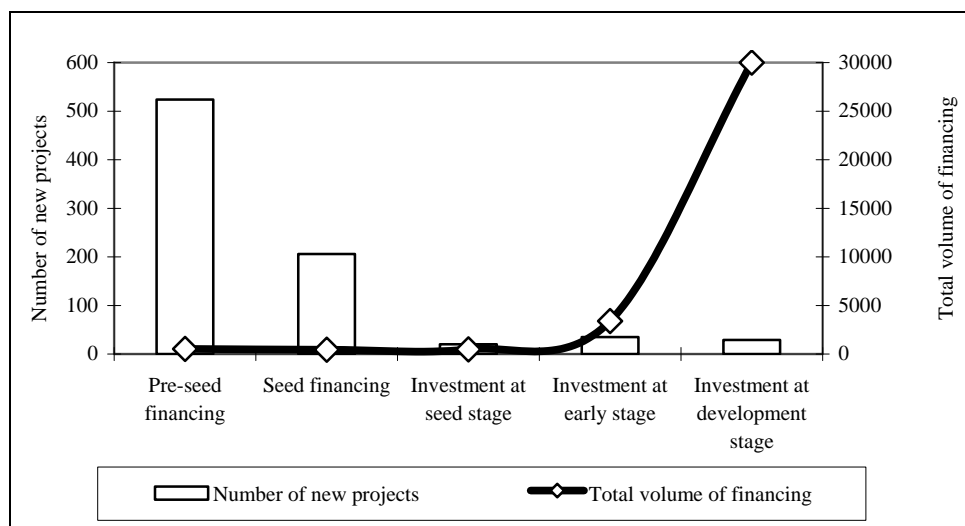 Number of new projects
600
500
400
300
200
100
0
30000
25000
20000
15000
10000
5000
0
Total volume of financing
Pre-seed
financing
Seed financing
Investment at
seed stage
Investment at
early stage
Investment at
development
stage
Number of new projects
Total volume of financing